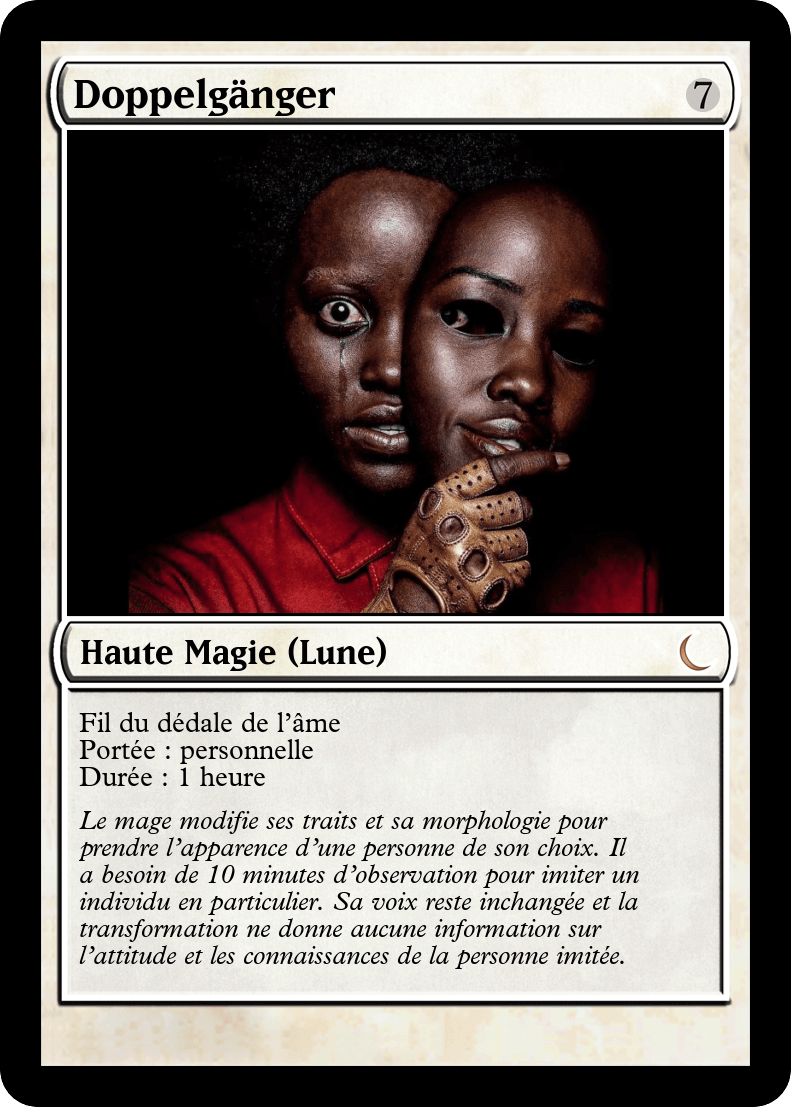 Doppelgänger
7
Haute Magie (Lune)
Fil du dédale de l’âme
Portée : personnelle
Durée : 1 heure
Le mage modifie ses traits et sa morphologie pour
prendre l’apparence d’une personne de son choix. Il
a besoin de 10 minutes d’observation pour imiter un
individu en particulier. Sa voix reste inchangée et la
transformation ne donne aucune information sur
l’attitude et les connaissances de la personne imitée.